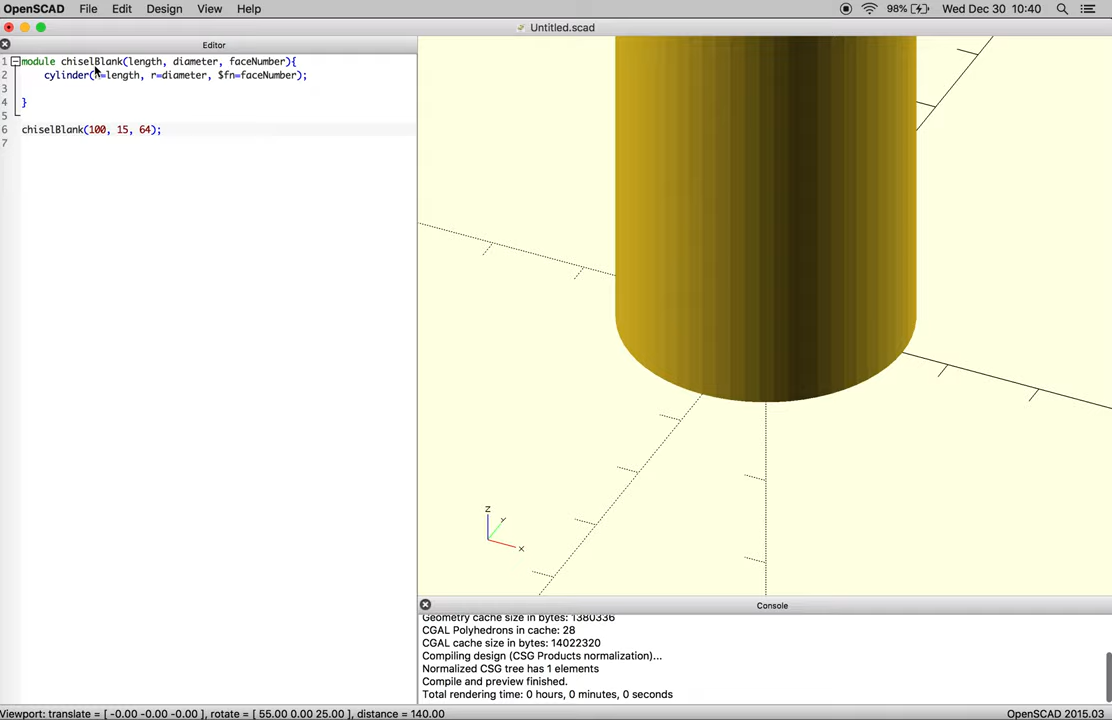 OpenSCAD File Edit Design View Help 98% Wed Dec 30 10:40
Untitled.scad
Editor
1 module chiselBlank(length, diameter, faceNumber){
2 cylinder(h=length, r=diameter, $fn=faceNumber);
3
4 }
5
6 chiselBlank(100, 15, 64);
7
Z
Y
X
Console
Geometry cache size in bytes: 1380336
CGAL Polyhedrons in cache: 28
CGAL cache size in bytes: 14022320
Compiling design (CSG Products normalization)...
Normalized CSG tree has 1 elements
Compile and preview finished.
Total rendering time: 0 hours, 0 minutes, 0 seconds
Viewport: translate = [ -0.00 -0.00 -0.00 ], rotate = [ 55.00 0.00 25.00 ], distance = 140.00 OpenSCAD 2015.03